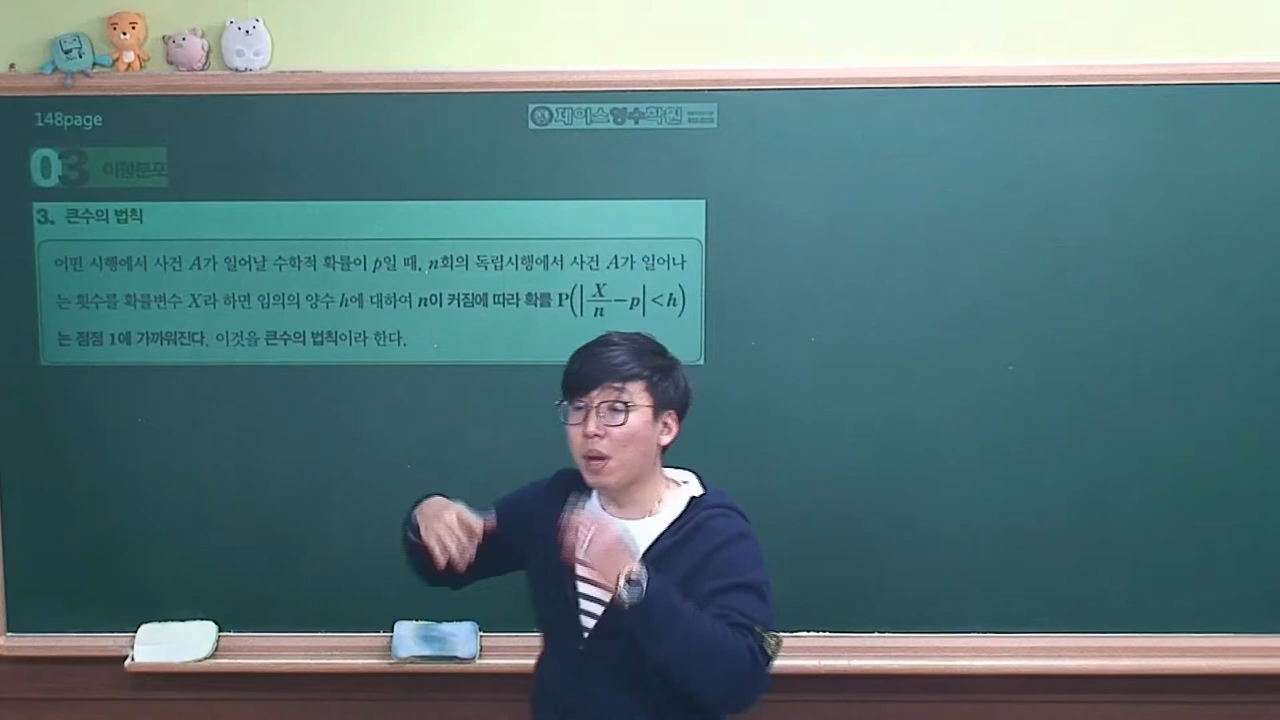 148page
제이스영수학원
03 이항분포
3. 큰수의 법칙
어떤 시행에서 사건 A가 일어날 수학적 확률이 p일 때, n회의 독립시행에서 사건 A가 일어나
는 횟수를 확률변수 X라 하면 임의의 양수 h에 대하여 n이 커짐에 따라 확률 P(|X/n-p|<h)
는 점점 1에 가까워진다. 이것을 큰수의 법칙이라 한다.